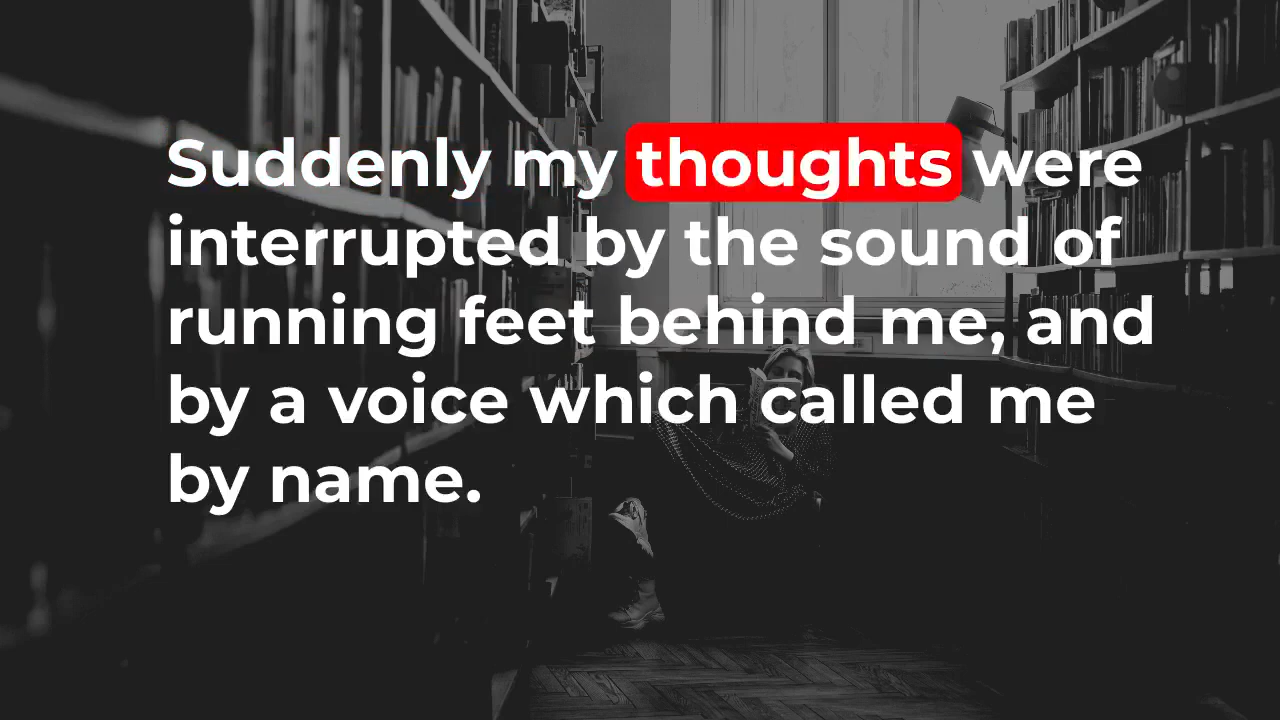 Suddenly my thoughts were
interrupted by the sound of
running feet behind me, and
by a voice which called me
by name.